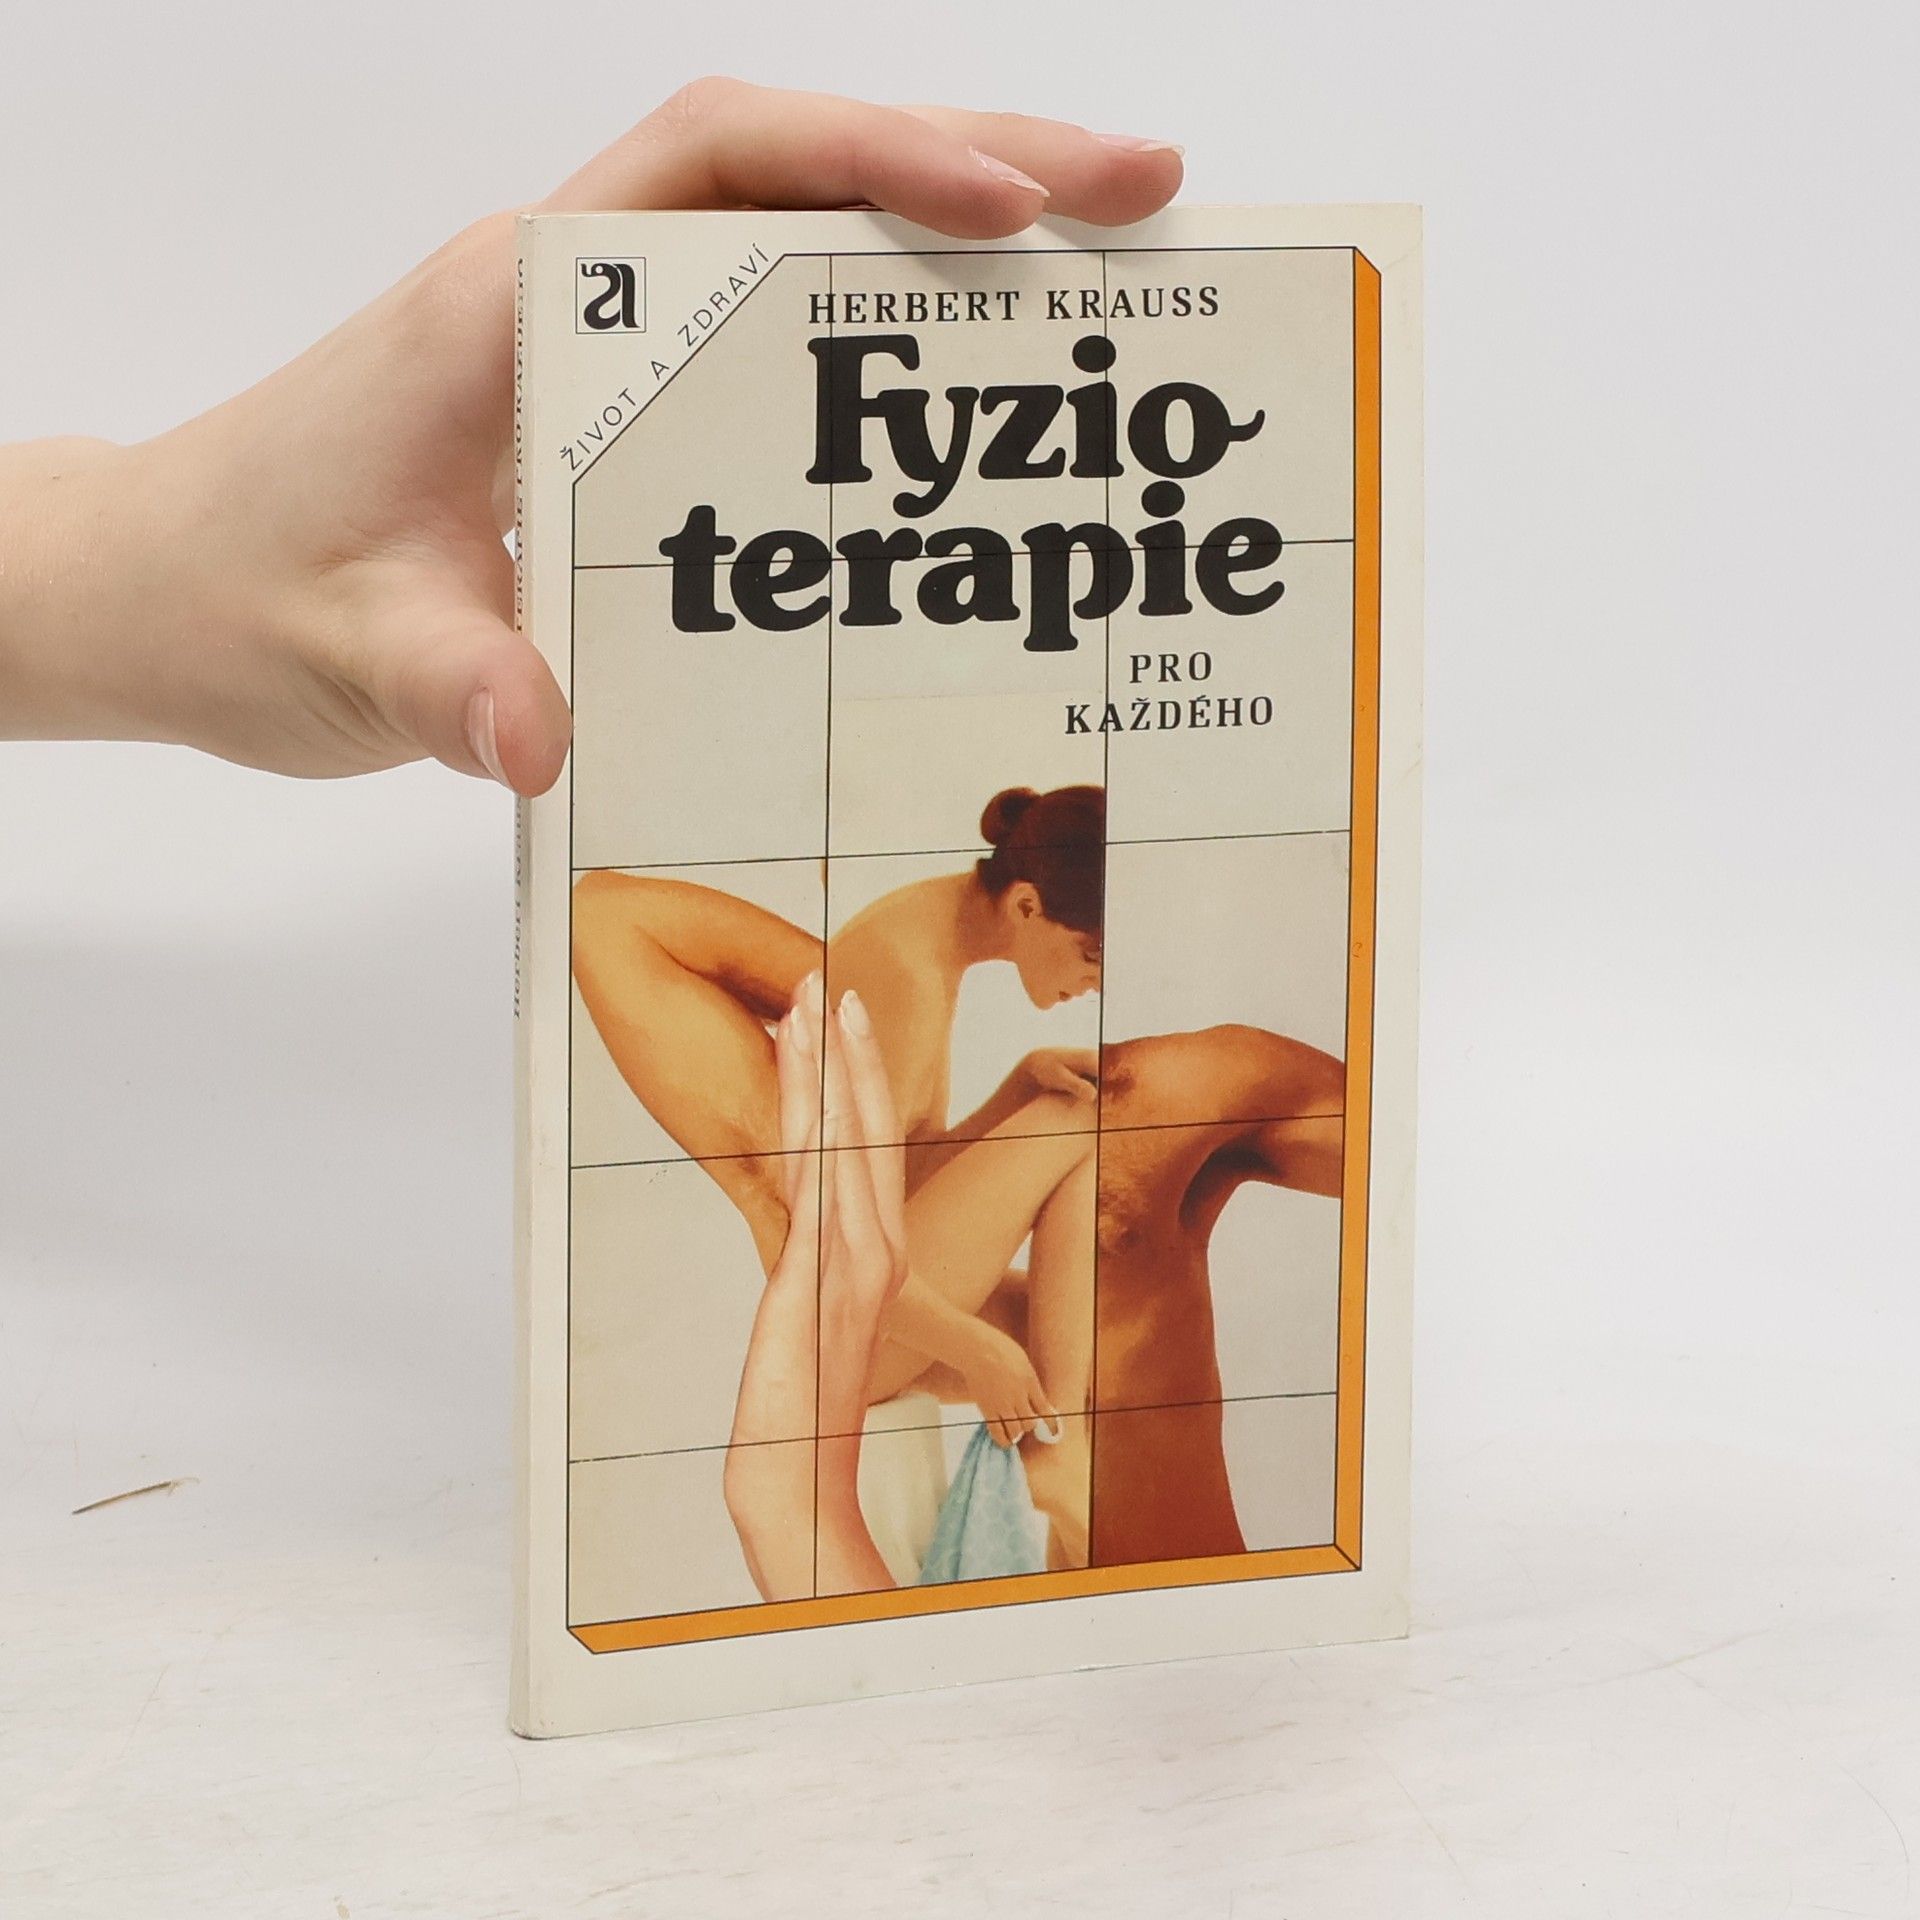 ŽIVOT A ZDRAVÍ
HERBERT KRAUSS
Fyzio-
terapie
PRO
KAŽDÉHO